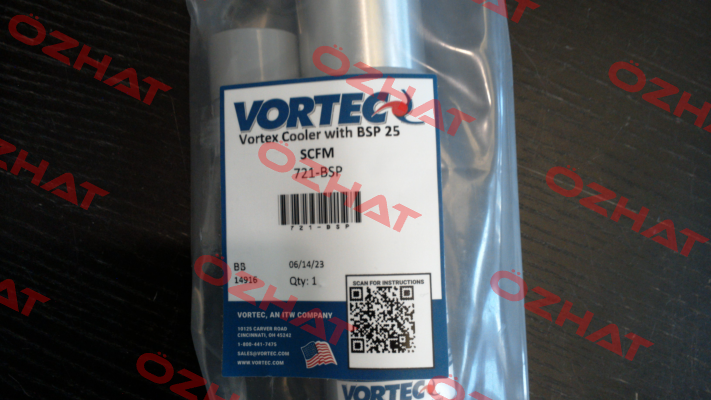 VORTEC
Vortex Cooler with BSP 25
SCFM
721-BSP
721-BSP
BB 06/14/23
14916 Qty: 1
SCAN FOR INSTRUCTIONS
VORTEC, AN ITW COMPANY
10125 CARVER ROAD
CINCINNATI, OH 45242
1-800-441-7475
SALES@VORTEC.COM
WWW.VORTEC.COM
VORTEC
ÖZHAT
ÖZHAT
ÖZHAT
ÖZHAT
ÖZHAT
ÖZHAT
ÖZHAT
ÖZHAT